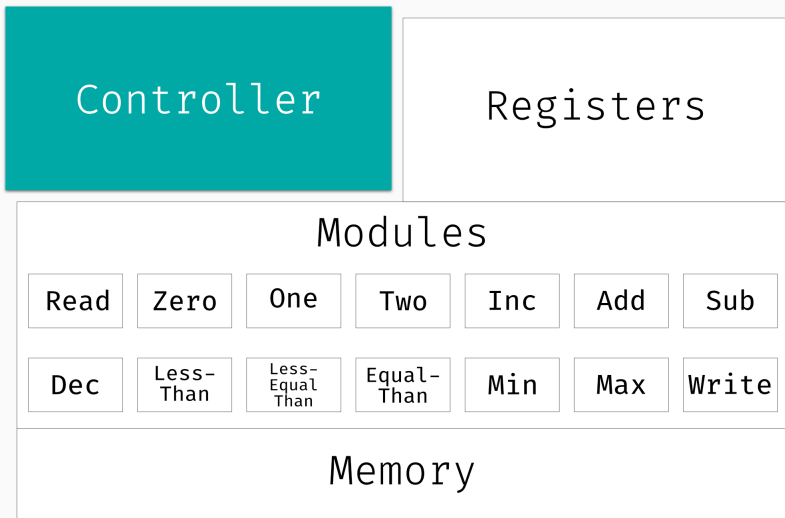 Controller
Registers
Modules
Read
Zero
One
Two
Inc
Add
Sub
Dec
Less-
Than
Less-
Equal
Than
Equal-
Than
Min
Max
Write
Memory